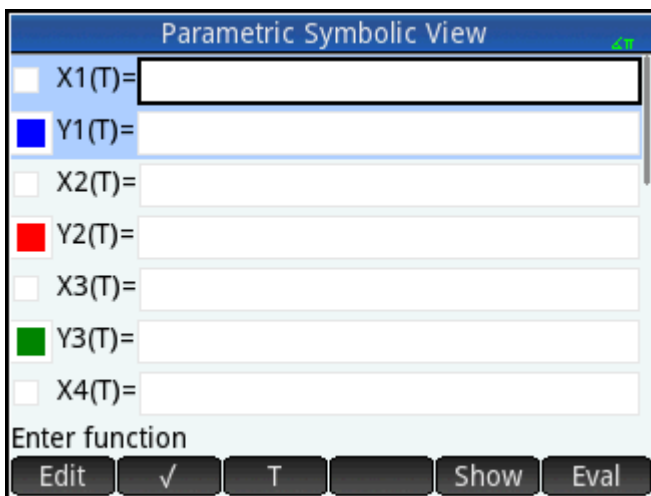 Parametric Symbolic View
∡π
X1(T)=
Y1(T)=
X2(T)=
Y2(T)=
X3(T)=
Y3(T)=
X4(T)=
Enter function
Edit √ T Show Eval